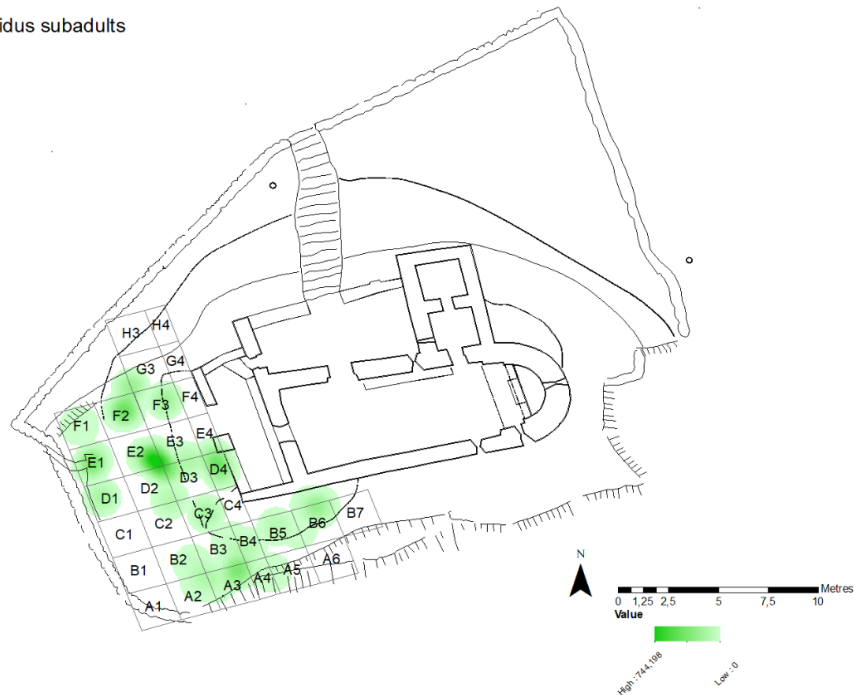 idus subadults
H3 H4
G3 G4
F1 F2 F3 F4
E1 E2 E3 E4
D1 D2 D3 D4
C1 C2 C3 C4
B1 B2 B3 B4 B5 B6 B7
A1 A2 A3 A4 A5 A6
N
Metres
0 1,25 2,5 5 7,5 10
Value
High : 744,198
Low : 0